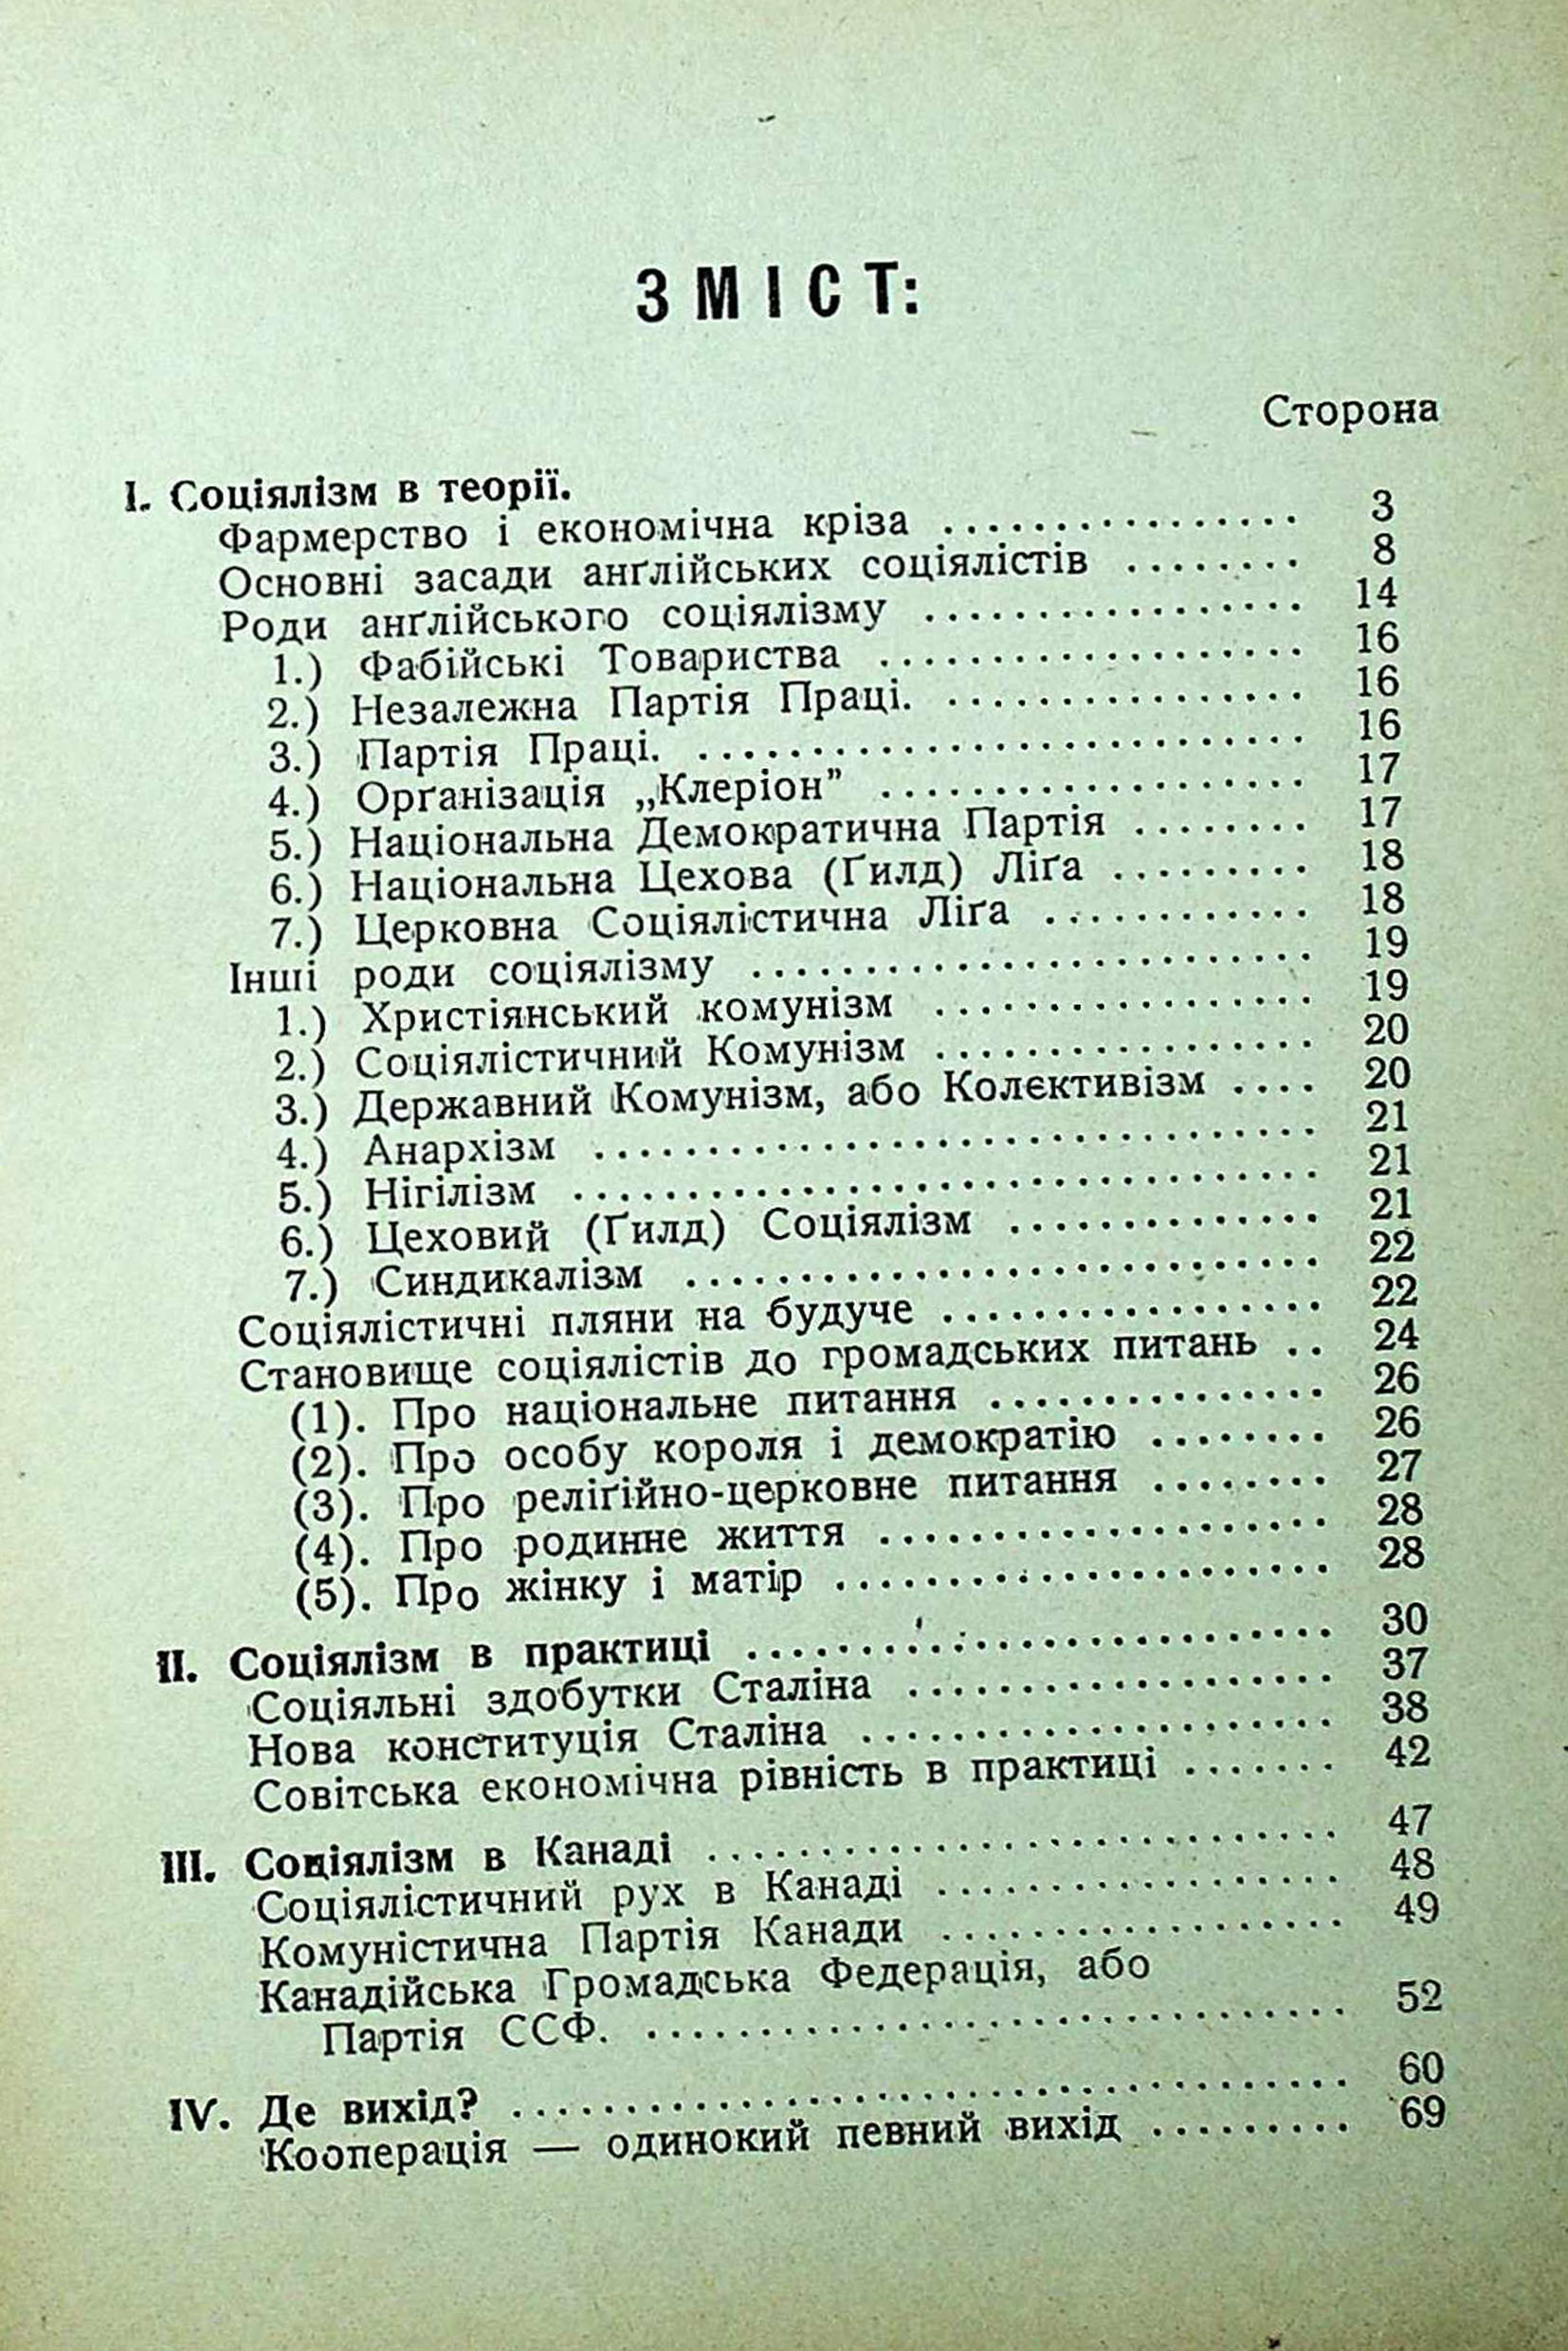 ЗМІСТ:
Сторона
I. Соціялізм в теорії.
Фармерство і економічна кріза ................ 3
Основні засади анґлійських соціялістів ........ 8
Роди анґлійського соціялізму ................. 14
1.) Фабійські Товариства ................... 16
2.) Незалежна Партія Праці. ................ 16
3.) Партія Праці. ........................... 16
4.) Орґанізація „Клеріон” ................... 17
5.) Національна Демократична Партія ........ 17
6.) Національна Цехова (Ґилд) Ліґа ......... 18
7.) Церковна Соціялістична Ліґа ............ 18
Інші роди соціялізму ......................... 19
1.) Христіянський комунізм ................. 19
2.) Соціялістичний Комунізм ................. 20
3.) Державний Комунізм, або Колєктивізм .... 20
4.) Анархізм ................................. 21
5.) Нігілізм .................................. 21
6.) Цеховий (Ґилд) Соціялізм .............. 21
7.) Синдикалізм ............................ 22
Соціялістичні пляни на будуче ................. 22
Становище соціялістів до громадських питань .. 24
(1). Про національне питання ............... 26
(2). Про особу короля і демократію ........ 26
(3). Про реліґійно-церковне питання ........ 27
(4). Про родинне життя .................... 28
(5). Про жінку і матір ...................... 28
II. Соціялізм в практиці ........................... 30
Соціяльні здобутки Сталіна ................... 37
Нова конституція Сталіна ..................... 38
Совітська економічна рівність в практиці ....... 42
III. Соціялізм в Канаді ............................. 47
Соціялістичний рух в Канаді .................. 48
Комуністична Партія Канади .................. 49
Канадійська Громадська Федерація, або
Партія ССФ. ............................... 52
IV. Де вихід? ...................................... 60
Кооперація — одинокий певний вихід ......... 69